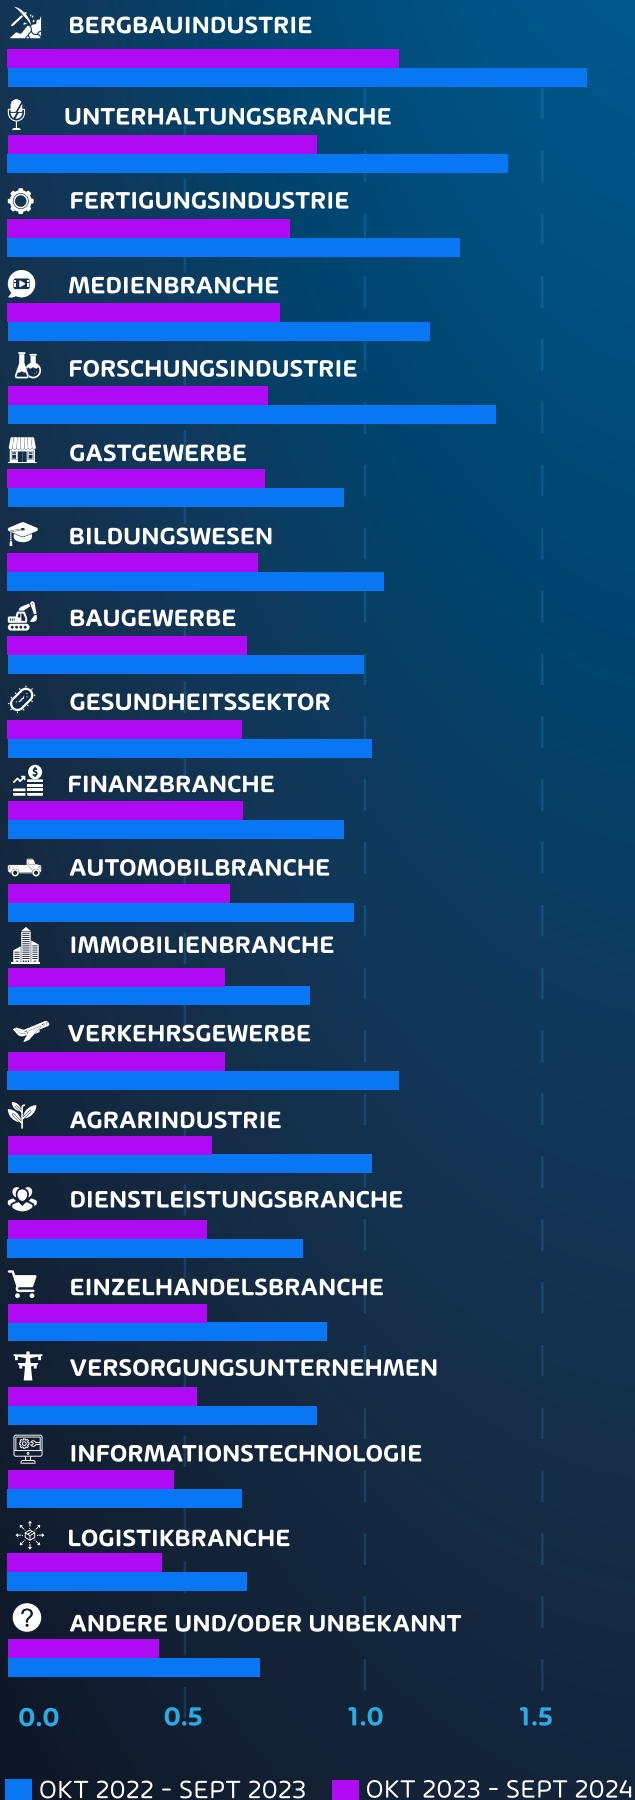 BERGBAUINDUSTRIE
UNTERHALTUNGSBRANCHE
FERTIGUNGSINDUSTRIE
MEDIENBRANCHE
FORSCHUNGSINDUSTRIE
GASTGEWERBE
BILDUNGSWESEN
BAUGEWERBE
GESUNDHEITSSEKTOR
FINANZBRANCHE
AUTOMOBILBRANCHE
IMMOBILIENBRANCHE
VERKEHRSGEWERBE
AGRARINDUSTRIE
DIENSTLEISTUNGSBRANCHE
EINZELHANDELSBRANCHE
VERSORGUNGSUNTERNEHMEN
INFORMATIONSTECHNOLOGIE
LOGISTIKBRANCHE
ANDERE UND/ODER UNBEKANNT
0.0 0.5 1.0 1.5
OKT 2022 - SEPT 2023 OKT 2023 - SEPT 2024